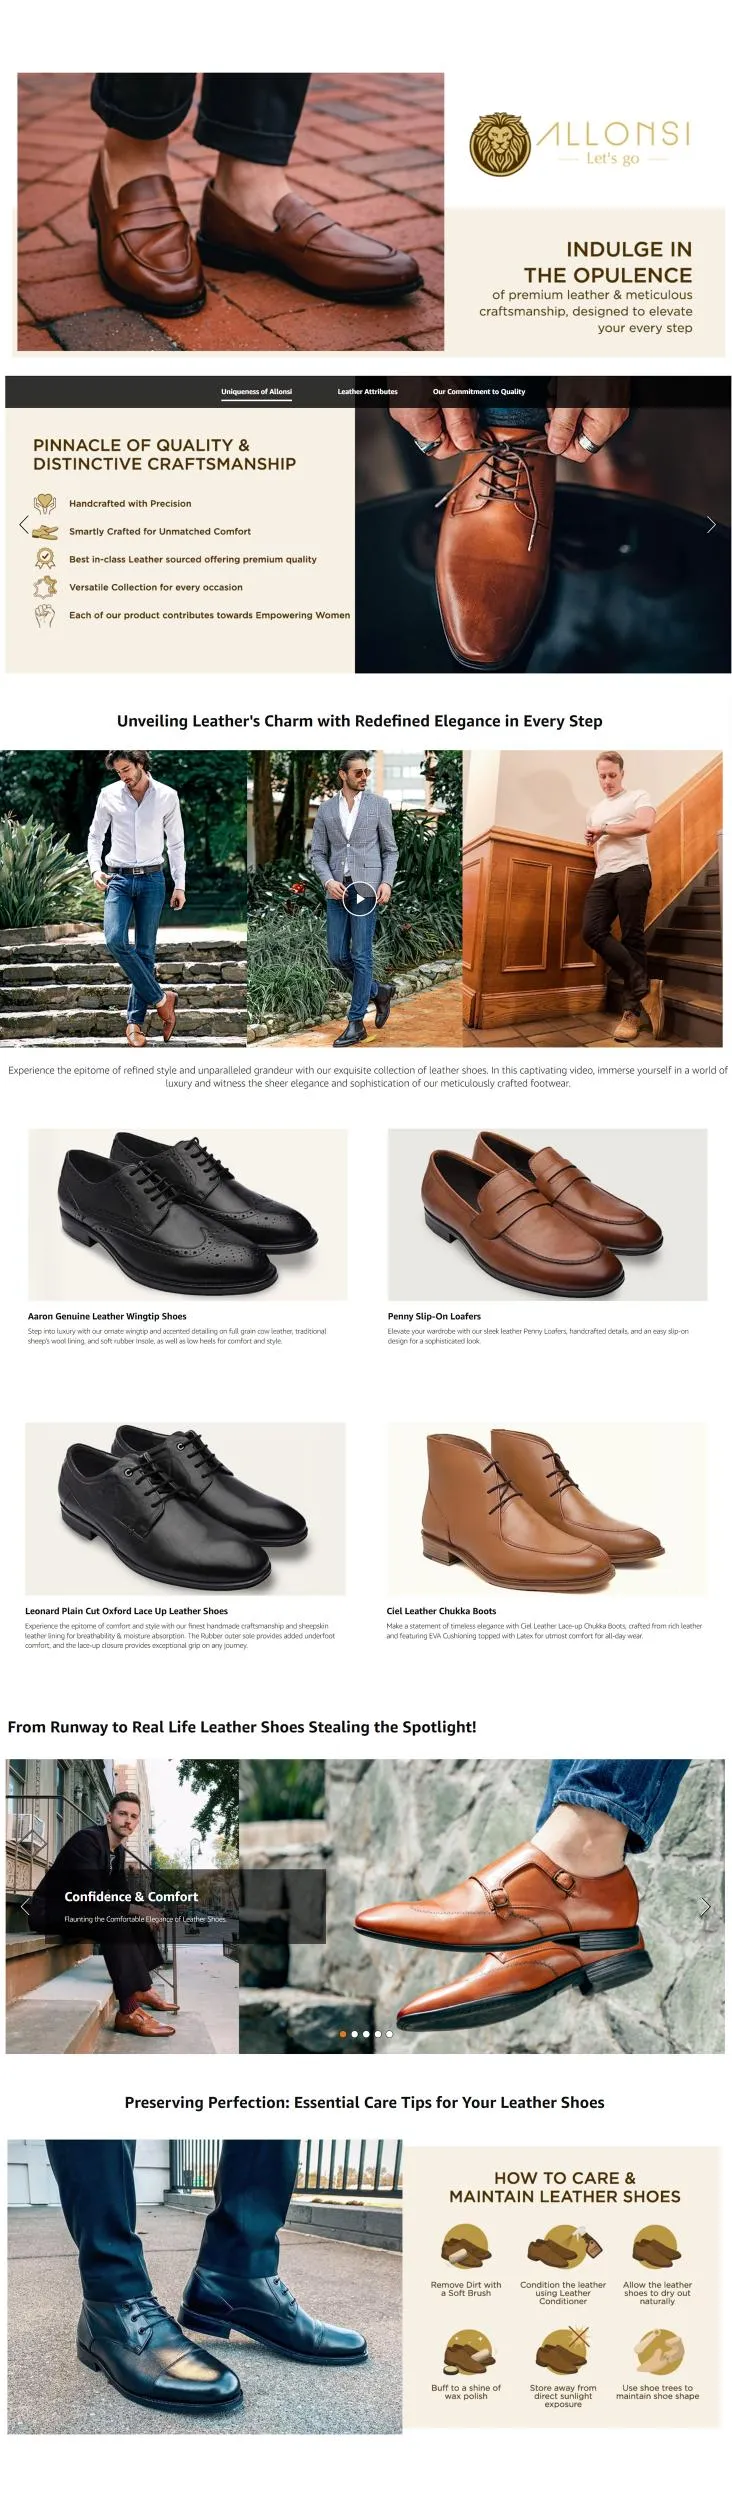 ALLONSI
Let's go
INDULGE IN
THE OPULENCE
of premium leather & meticulous
craftsmanship, designed to elevate
your every step
Uniqueness of Allonsi
Leather Attributes
Our Commitment to Quality
PINNACLE OF QUALITY &
DISTINCTIVE CRAFTSMANSHIP
Handcrafted with Precision
Smartly Crafted for Unmatched Comfort
Best in-class Leather sourced offering premium quality
Versatile Collection for every occasion
Each of our product contributes towards Empowering Women
Unveiling Leather's Charm with Redefined Elegance in Every Step
Experience the epitome of refined style and unparalleled grandeur with our exquisite collection of leather shoes. In this captivating video, immerse yourself in a world of
luxury and witness the sheer elegance and sophistication of our meticulously crafted footwear.
Aaron Genuine Leather Wingtip Shoes
Step into luxury with our ornate wingtip and accented detailing on full grain cow leather, traditional
sheep's wool lining, and soft rubber Insole, as well as low heels for comfort and style.
Penny Slip-On Loafers
Elevate your wardrobe with our sleek leather Penny Loafers, handcrafted details, and an easy slip-on
design for a sophisticated look.
Leonard Plain Cut Oxford Lace Up Leather Shoes
Experience the epitome of comfort and style with our finest handmade craftsmanship and sheepskin
leather lining for breathability & moisture absorption. The Rubber outer sole provides added underfoot
comfort, and the lace-up closure provides exceptional grip on any journey.
Ciel Leather Chukka Boots
Make a statement of timeless elegance with Ciel Leather Lace-up Chukka Boots, crafted from rich leather
and featuring EVA Cushioning topped with Latex for utmost comfort for all-day wear.
From Runway to Real Life Leather Shoes Stealing the Spotlight!
Confidence & Comfort
Flaunting the Comfortable Elegance of Leather Shoes.
Preserving Perfection: Essential Care Tips for Your Leather Shoes
HOW TO CARE &
MAINTAIN LEATHER SHOES
Remove Dirt with
a Soft Brush
Condition the leather
using Leather
Conditioner
Allow the leather
shoes to dry out
naturally
Buff to a shine of
wax polish
Store away from
direct sunlight
exposure
Use shoe trees to
maintain shoe shape